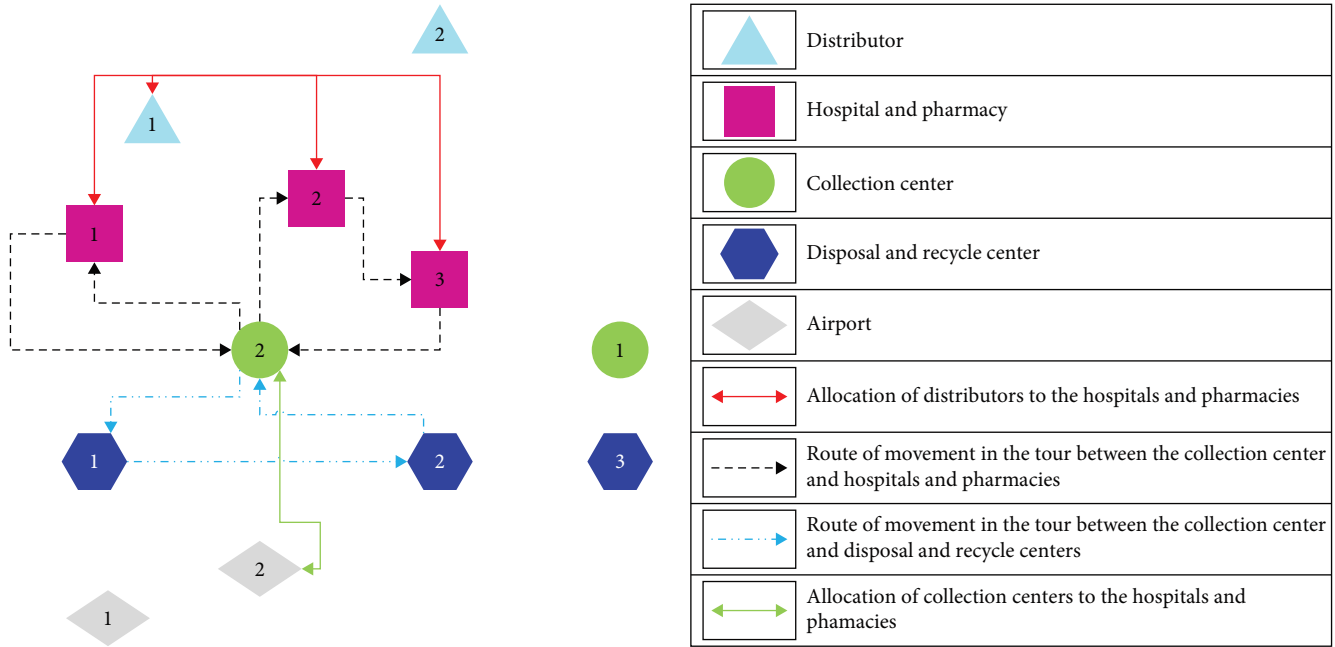 2
1
2
1
3
2
1
1
2
3
2
1
Distributor
Hospital and pharmacy
Collection center
Disposal and recycle center
Airport
Allocation of distributors to the hospitals and pharmacies
Route of movement in the tour between the collection center
and hospitals and pharmacies
Route of movement in the tour between the collection center
and disposal and recycle centers
Allocation of collection centers to the hospitals and
phamacies